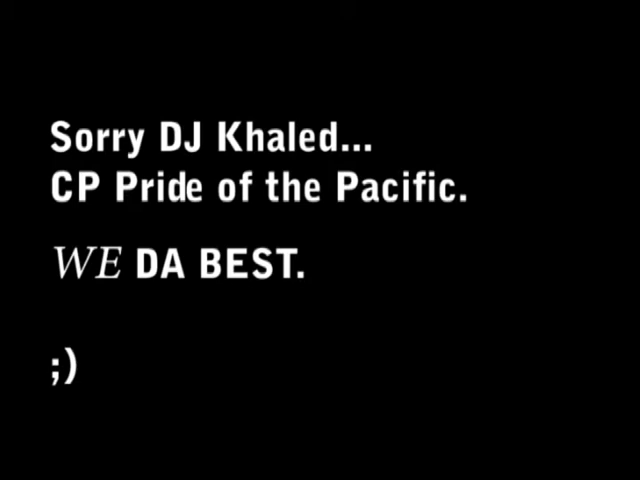 Sorry DJ Khaled...
CP Pride of the Pacific.
WE DA BEST.
;)